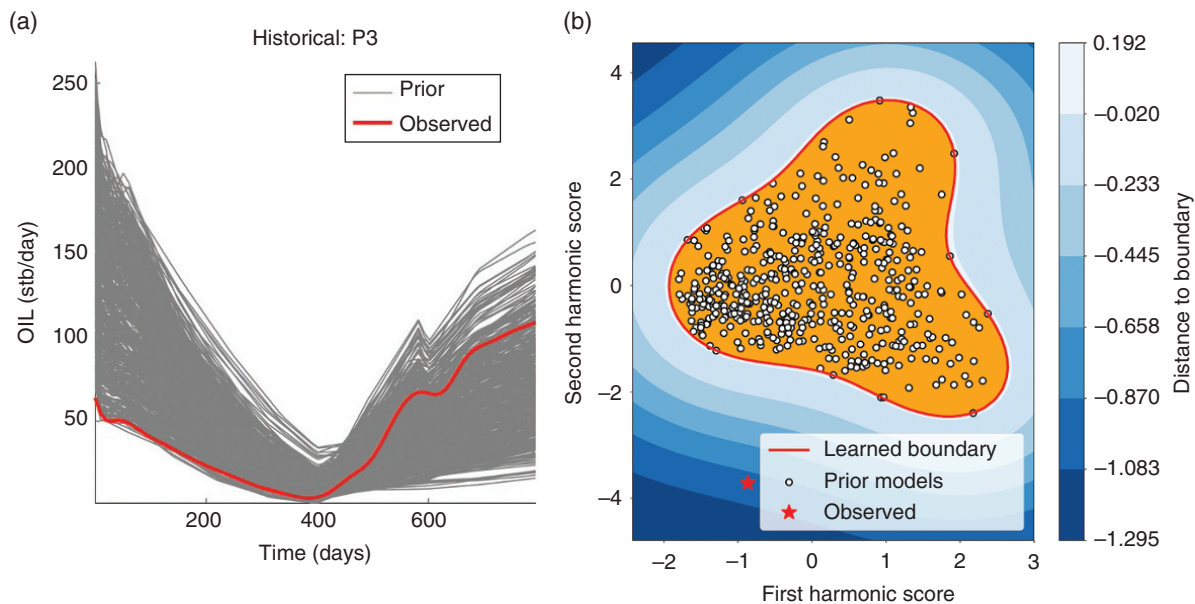 (a)
Historical: P3
Prior
Observed
OIL (stb/day)
250
200
150
100
50
200
400
600
Time (days)
(b)
Second harmonic score
4
2
0
−2
−4
Learned boundary
Prior models
Observed
−2
−1
0
1
2
3
First harmonic score
0.192
−0.020
−0.233
−0.445
−0.658
−0.870
−1.083
−1.295
Distance to boundary